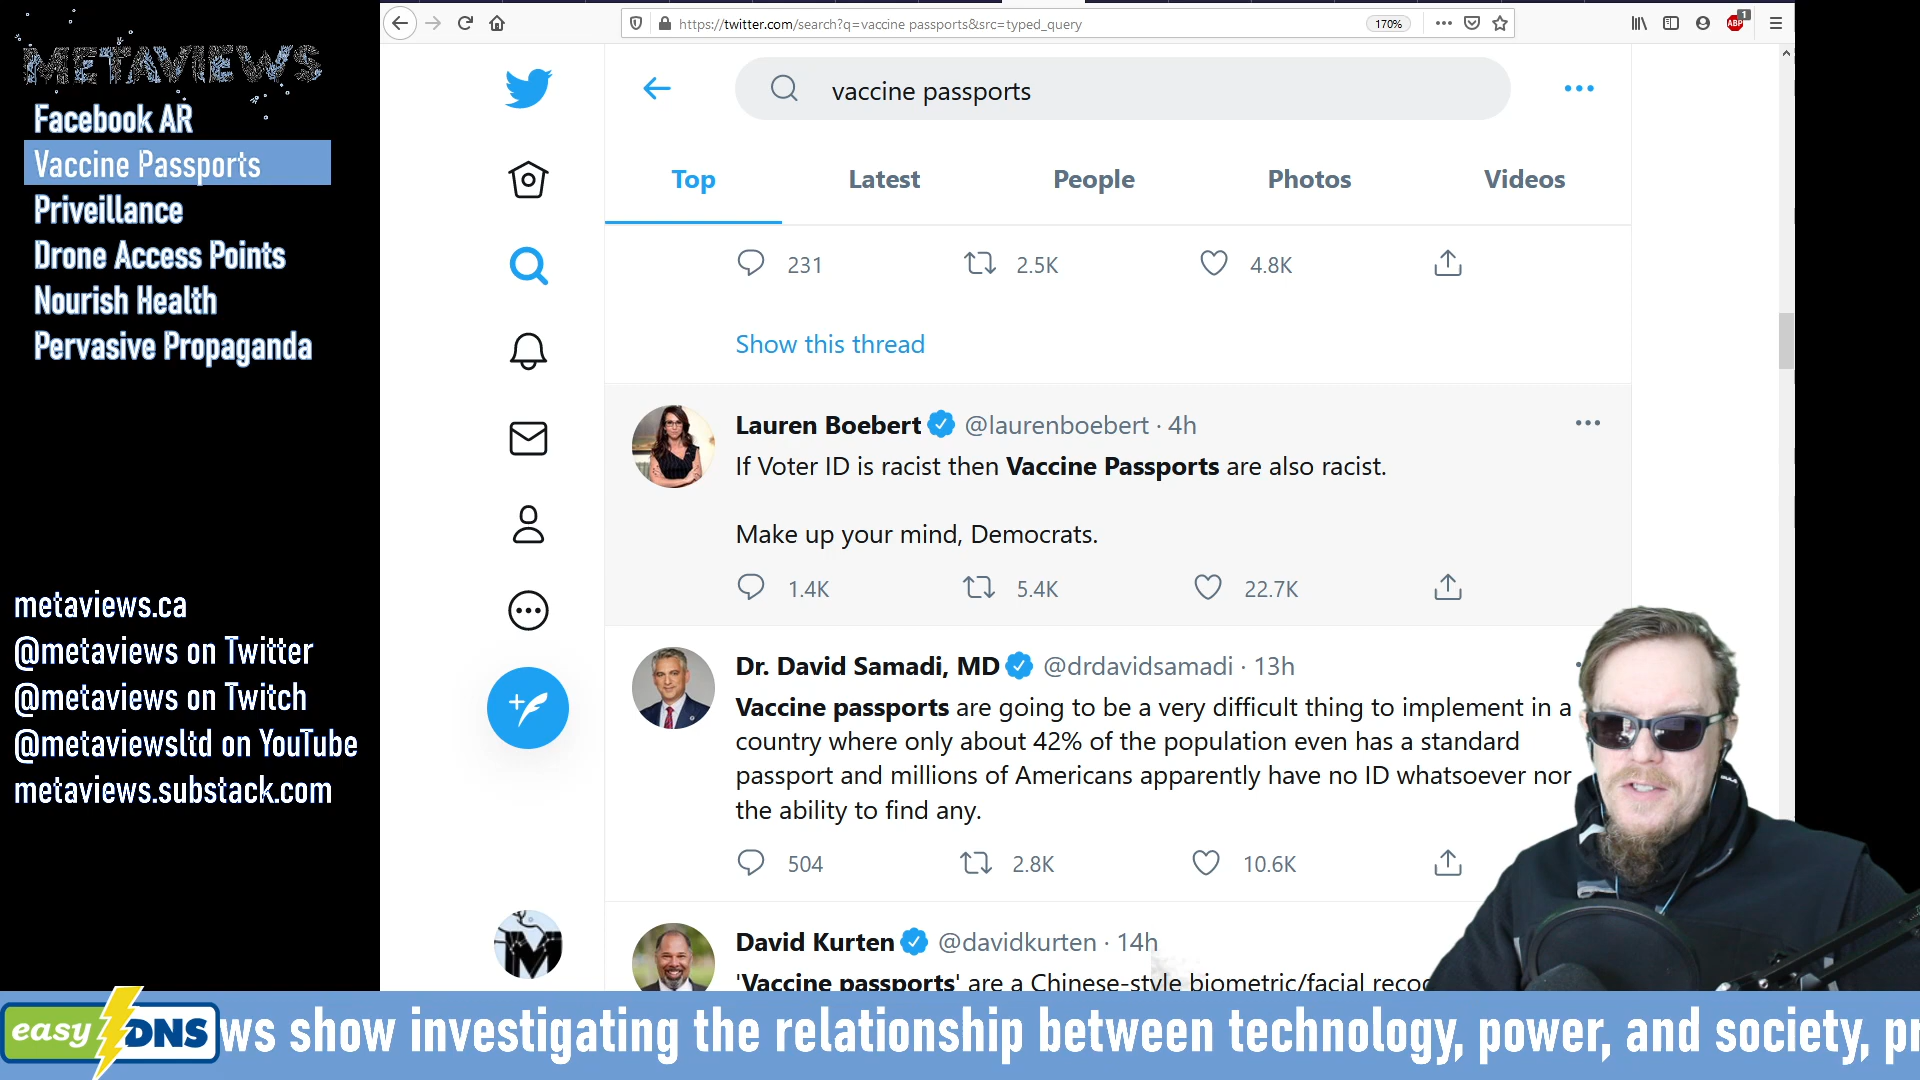 METAVIEWS
Facebook AR
Vaccine Passports
Priveillance
Drone Access Points
Nourish Health
Pervasive Propaganda
metaviews.ca
@metaviews on Twitter
@metaviews on Twitch
@metaviewsltd on YouTube
metaviews.substack.com
https://twitter.com/search?q=vaccine passports&src=typed_query
170%
ABP
1
vaccine passports
Top Latest People Photos Videos
231 2.5K 4.8K
Show this thread
Lauren Boebert @laurenboebert · 4h
If Voter ID is racist then Vaccine Passports are also racist.
Make up your mind, Democrats.
1.4K 5.4K 22.7K
Dr. David Samadi, MD @drdavidsamadi · 13h
Vaccine passports are going to be a very difficult thing to implement in a
country where only about 42% of the population even has a standard
passport and millions of Americans apparently have no ID whatsoever nor
the ability to find any.
504 2.8K 10.6K
David Kurten @davidkurten · 14h
'Vaccine passports' are a Chinese-style biometric/facial reco
M
easyDNS
ws show investigating the relationship between technology, power, and society, pr